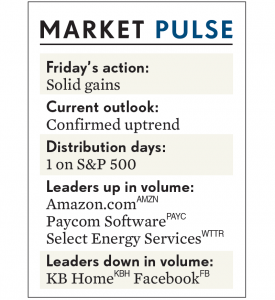 MARKET PULSE
Friday's action:
Solid gains
Current outlook:
Confirmed uptrend
Distribution days:
1 on S&P 500
Leaders up in volume:
Amazon.com AMZN
Paycom Software PAYC
Select Energy Services WTTR
Leaders down in volume:
KB Home KBH Facebook FB